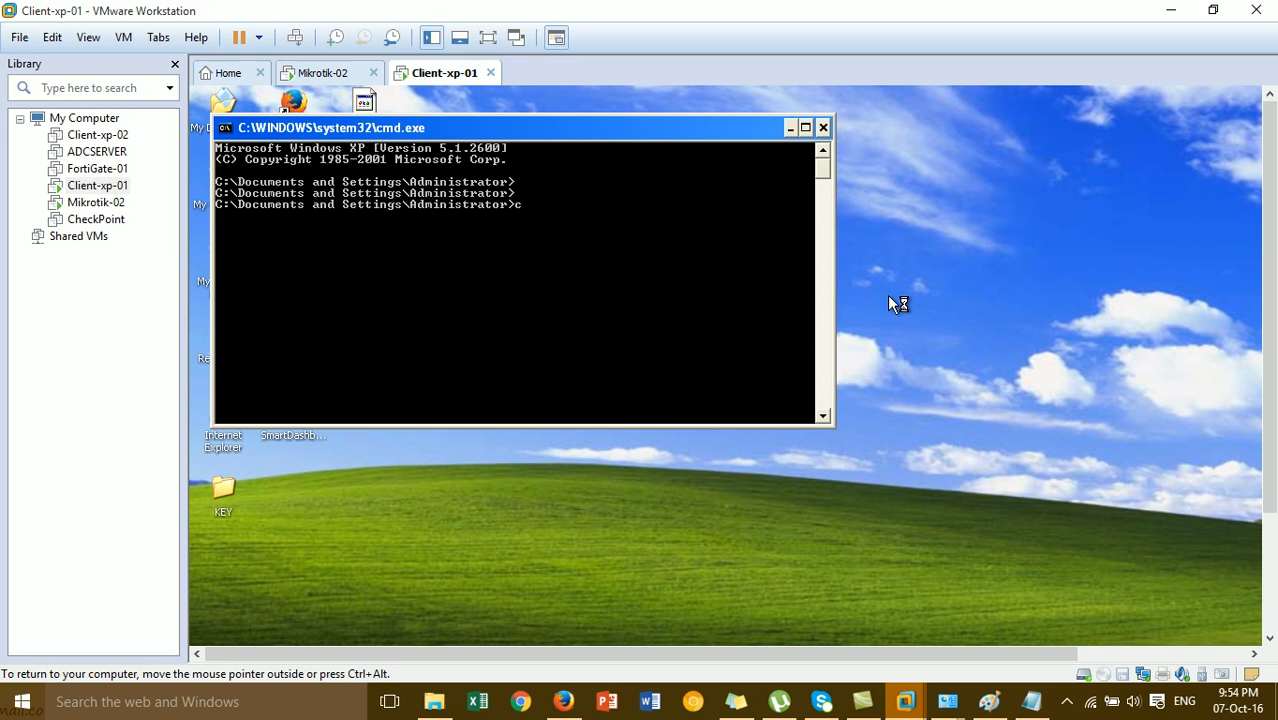 Client-xp-01 - VMware Workstation
File Edit View VM Tabs Help
Library
Type here to search
My Computer
Client-xp-02
ADCSERVER
FortiGate-01
Client-xp-01
Mikrotik-02
CheckPoint
Shared VMs
Home
Mikrotik-02
Client-xp-01
C:\WINDOWS\system32\cmd.exe
Microsoft Windows XP [Version 5.1.2600]
(C) Copyright 1985-2001 Microsoft Corp.
C:\Documents and Settings\Administrator>
C:\Documents and Settings\Administrator>
C:\Documents and Settings\Administrator>c
My
My
Internet
Explorer
SmartDashb...
KEY
To return to your computer, move the mouse pointer outside or press Ctrl+Alt.
Search the web and Windows
ENG
9:54 PM
07-Oct-16